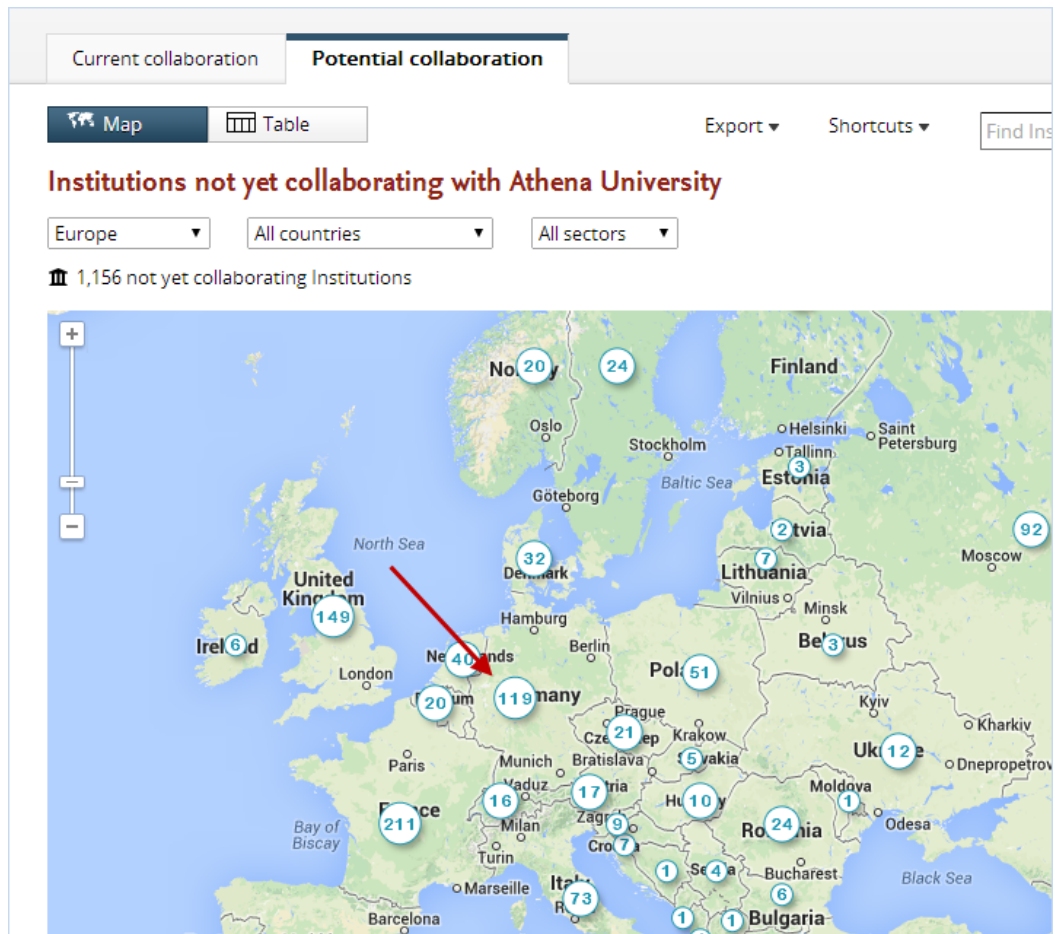 Current collaboration
Potential collaboration
Map
Table
Export ▾
Shortcuts ▾
Find Ins
Institutions not yet collaborating with Athena University
Europe
All countries
All sectors
1,156 not yet collaborating Institutions
+
20
24
Finland
Oslo
Helsinki
Saint
Petersburg
Stockholm
Tallinn
3
Baltic Sea
Göteborg
2
92
North Sea
32
7
Moscow
Lithuania
United
Vilnius
Minsk
149
Hamburg
6
3
London
Berlin
40
51
20
119
Kyiv
Prague
Kharkiv
21
Krakow
Paris
Munich
Bratislava
5
12
Dnepropetrov
Vaduz
17
Moldova
16
10
1
211
Milan
9
24
Odesa
Bay of
Biscay
7
Turin
1
4
Bucharest
Black Sea
Marseille
73
6
Barcelona
1
1
Bulgaria